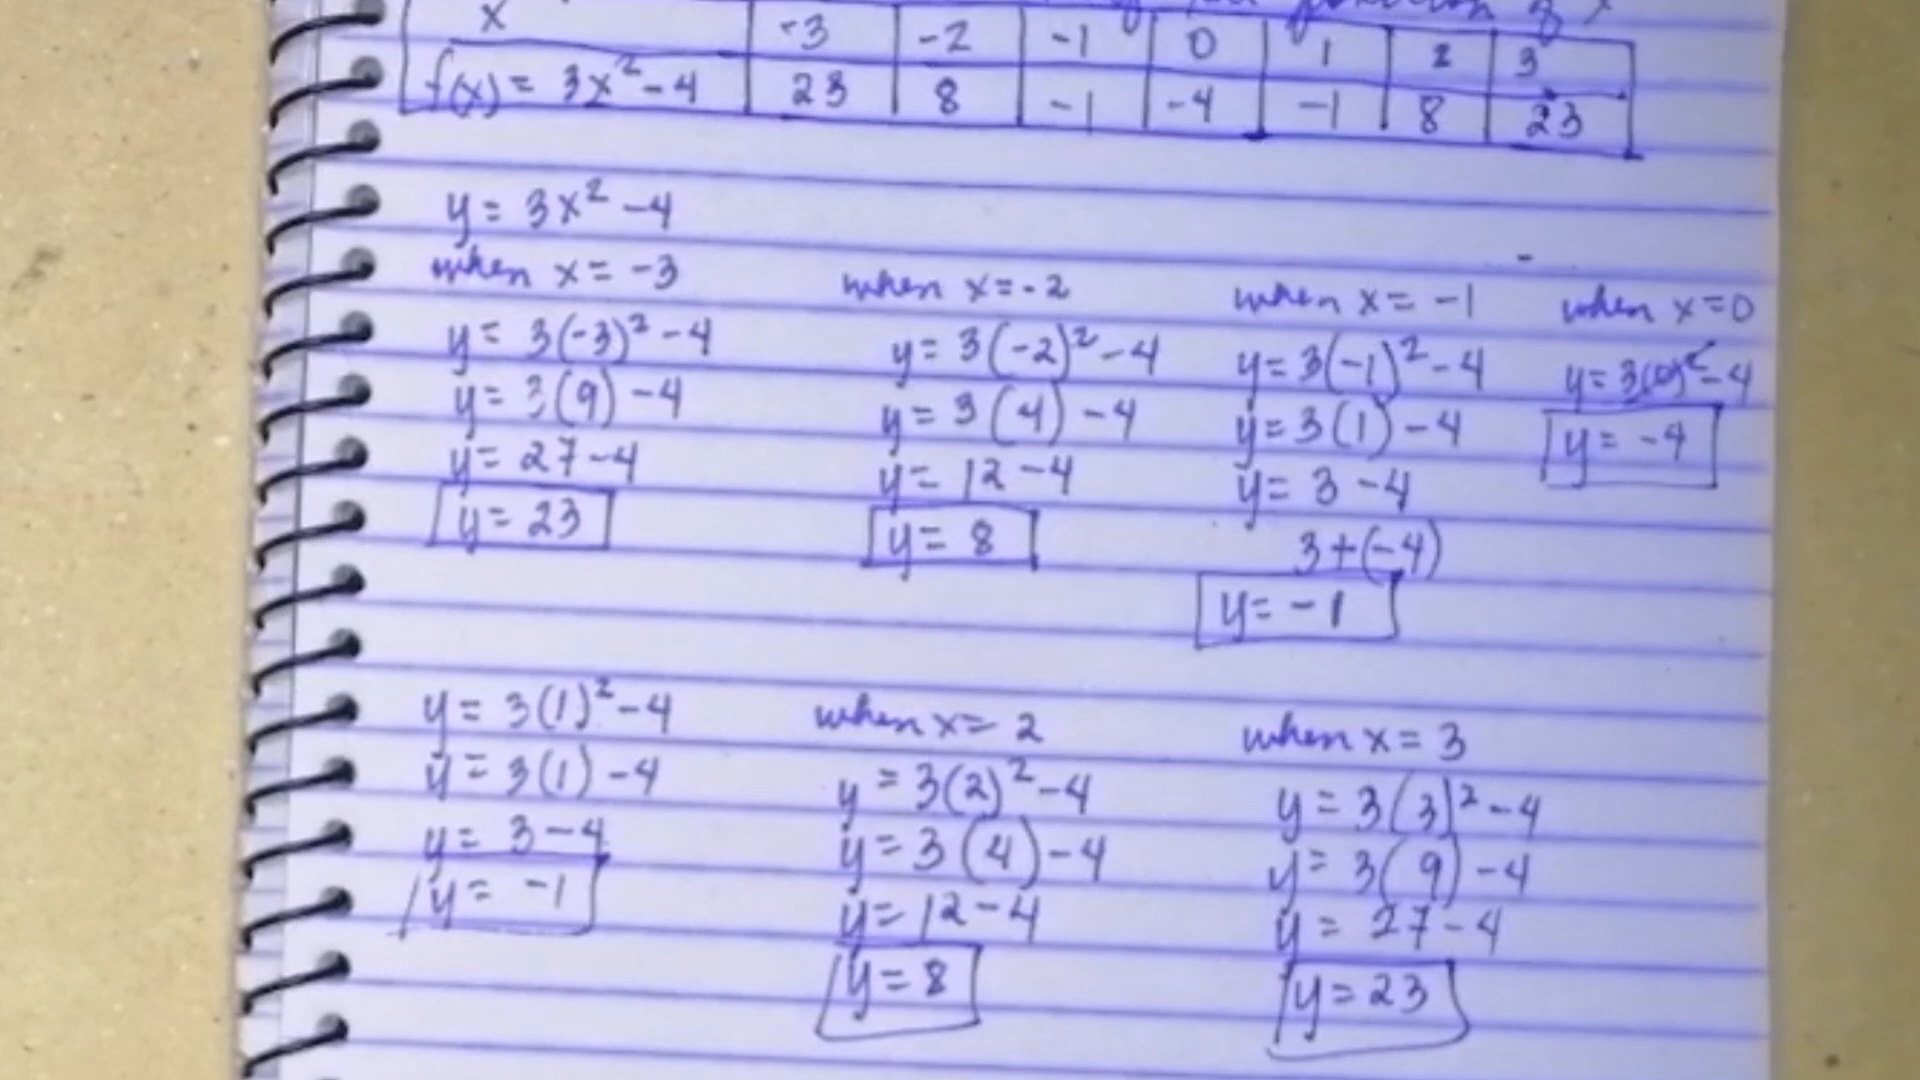 of x
x -3 -2 -1 0 1 2 3
f(x) = 3x² - 4 23 8 -1 -4 -1 8 23
y = 3x² - 4
when x = -3
y = 3(-3)² - 4
y = 3(9) - 4
y = 27 - 4
y = 23
when x = -2
y = 3(-2)² - 4
y = 3(4) - 4
y = 12 - 4
y = 8
when x = -1
y = 3(-1)² - 4
y = 3(1) - 4
y = 3 - 4
3 + (-4)
y = -1
when x = 0
y = 3(0)² - 4
y = -4
y = 3(1)² - 4
y = 3(1) - 4
y = 3 - 4
y = -1
when x = 2
y = 3(2)² - 4
y = 3(4) - 4
y = 12 - 4
y = 8
when x = 3
y = 3(3)² - 4
y = 3(9) - 4
y = 27 - 4
y = 23